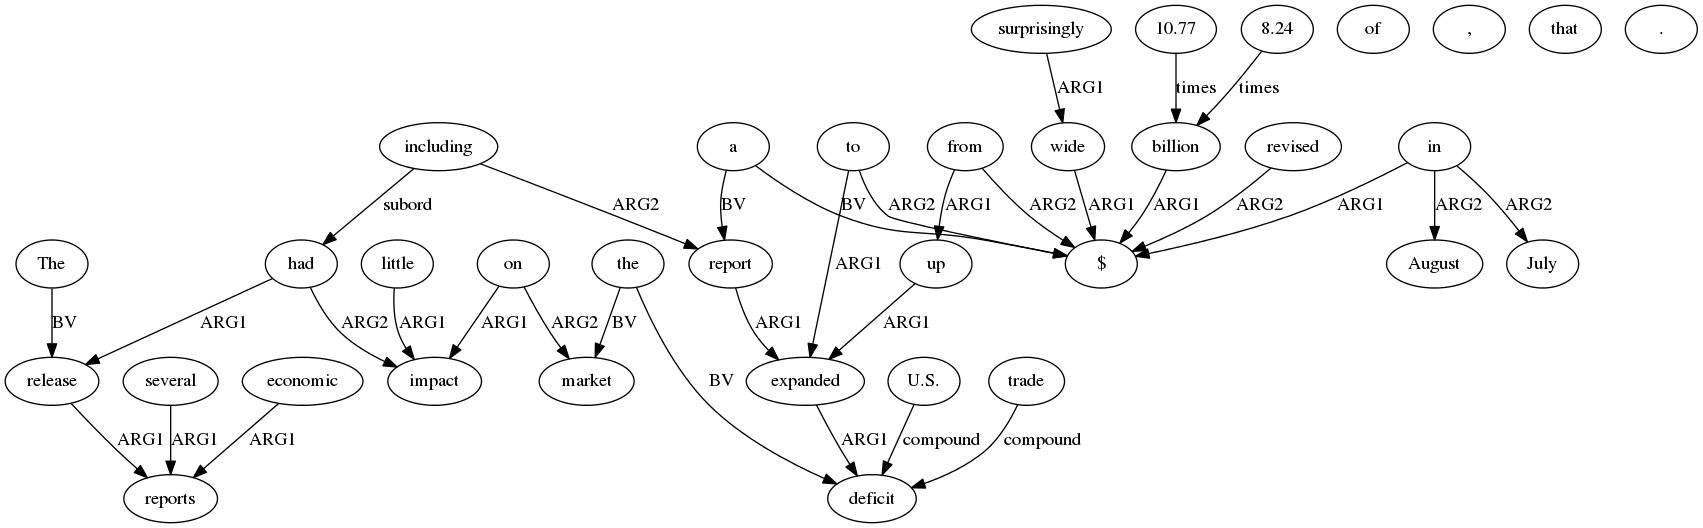 surprisingly 10.77 8.24 of , that .
ARG1 times times
including a to from wide billion revised in
subord ARG2 BV BV ARG2 ARG1 ARG2 ARG1 ARG1 ARG2 ARG1 ARG2 ARG2
The had little on the report up $ August July
BV ARG1 ARG2 ARG1 ARG1 ARG2 BV ARG1 ARG1 ARG1
release several economic impact market expanded U.S. trade
BV
ARG1 ARG1 ARG1 ARG1 compound compound
reports deficit